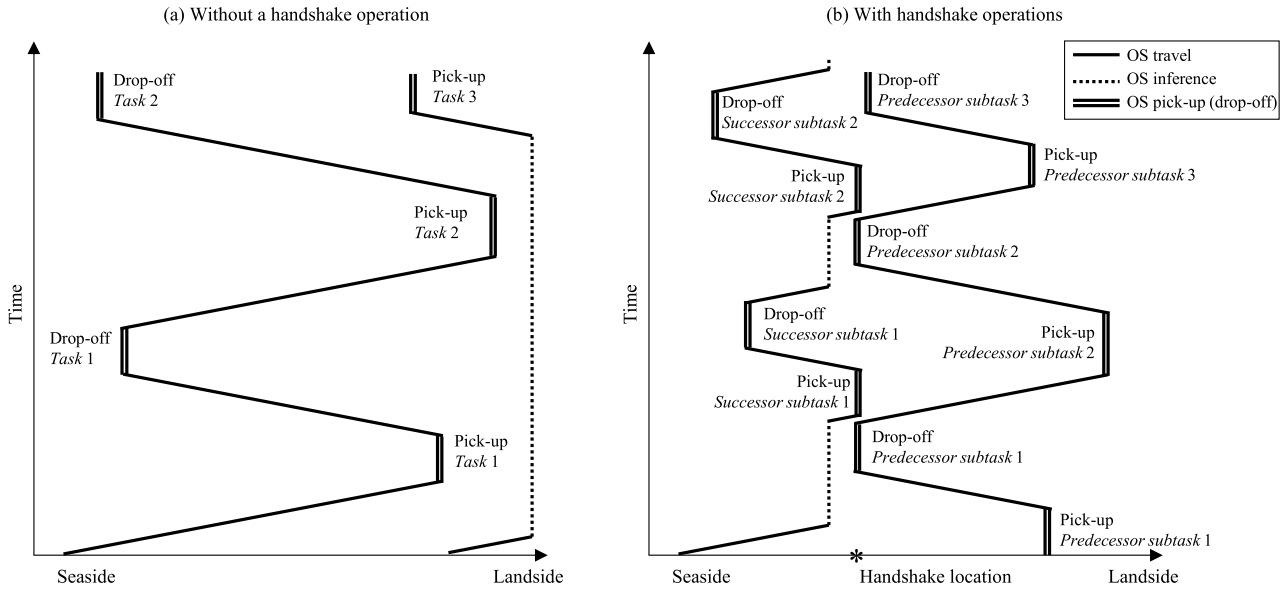 (a) Without a handshake operation
Time
Drop-off
Task 2
Pick-up
Task 3
Pick-up
Task 2
Drop-off
Task 1
Pick-up
Task 1
Seaside
Landside
(b) With handshake operations
OS travel
OS inference
OS pick-up (drop-off)
Time
Drop-off
Successor subtask 2
Drop-off
Predecessor subtask 3
Pick-up
Successor subtask 2
Pick-up
Predecessor subtask 3
Drop-off
Predecessor subtask 2
Drop-off
Successor subtask 1
Pick-up
Predecessor subtask 2
Pick-up
Successor subtask 1
Drop-off
Predecessor subtask 1
Pick-up
Predecessor subtask 1
*
Seaside
Handshake location
Landside